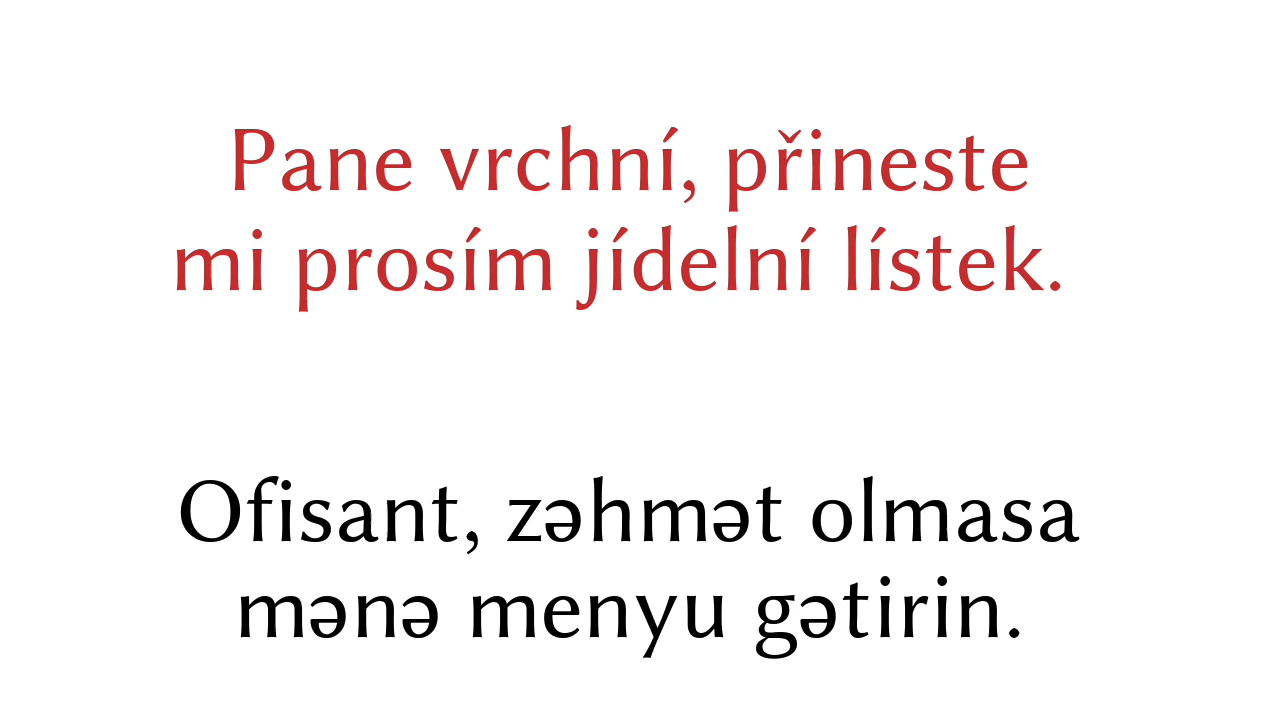 Pane vrchní, přineste
mi prosím jídelní lístek.
Ofisant, zəhmət olmasa
mənə menyu gətirin.